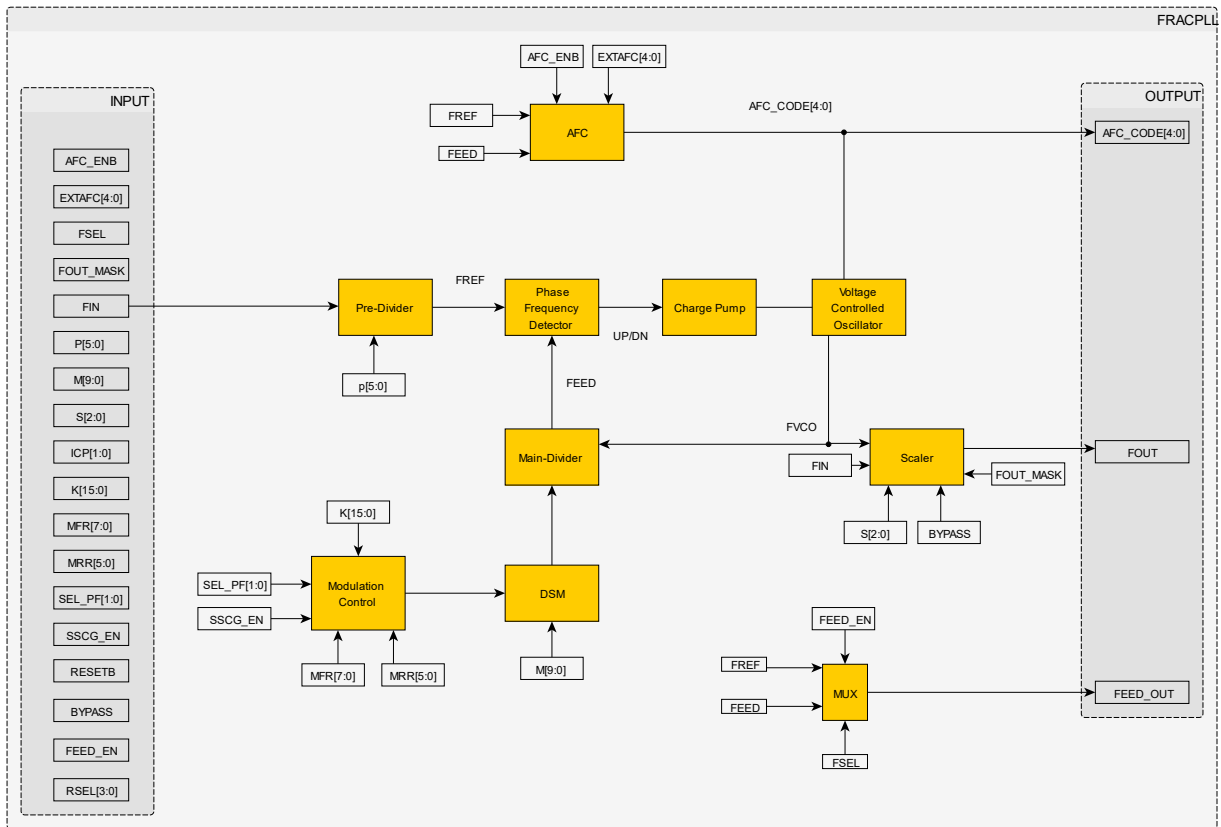 FRACPLL
INPUT
AFC_ENB
EXTAFC[4:0]
FSEL
FOUT_MASK
FIN
P[5:0]
M[9:0]
S[2:0]
ICP[1:0]
K[15:0]
MFR[7:0]
MRR[5:0]
SEL_PF[1:0]
SSCG_EN
RESETB
BYPASS
FEED_EN
RSEL[3:0]
AFC_ENB
EXTAFC[4:0]
FREF
FEED
AFC
AFC_CODE[4:0]
Pre-Divider
p[5:0]
FREF
Phase
Frequency
Detector
UP/DN
Charge Pump
Voltage
Controlled
Oscillator
FEED
FVCO
Main-Divider
FIN
Scaler
FOUT_MASK
S[2:0]
BYPASS
K[15:0]
SEL_PF[1:0]
SSCG_EN
Modulation
Control
MFR[7:0]
MRR[5:0]
DSM
M[9:0]
FEED_EN
FREF
FEED
MUX
FSEL
OUTPUT
AFC_CODE[4:0]
FOUT
FEED_OUT